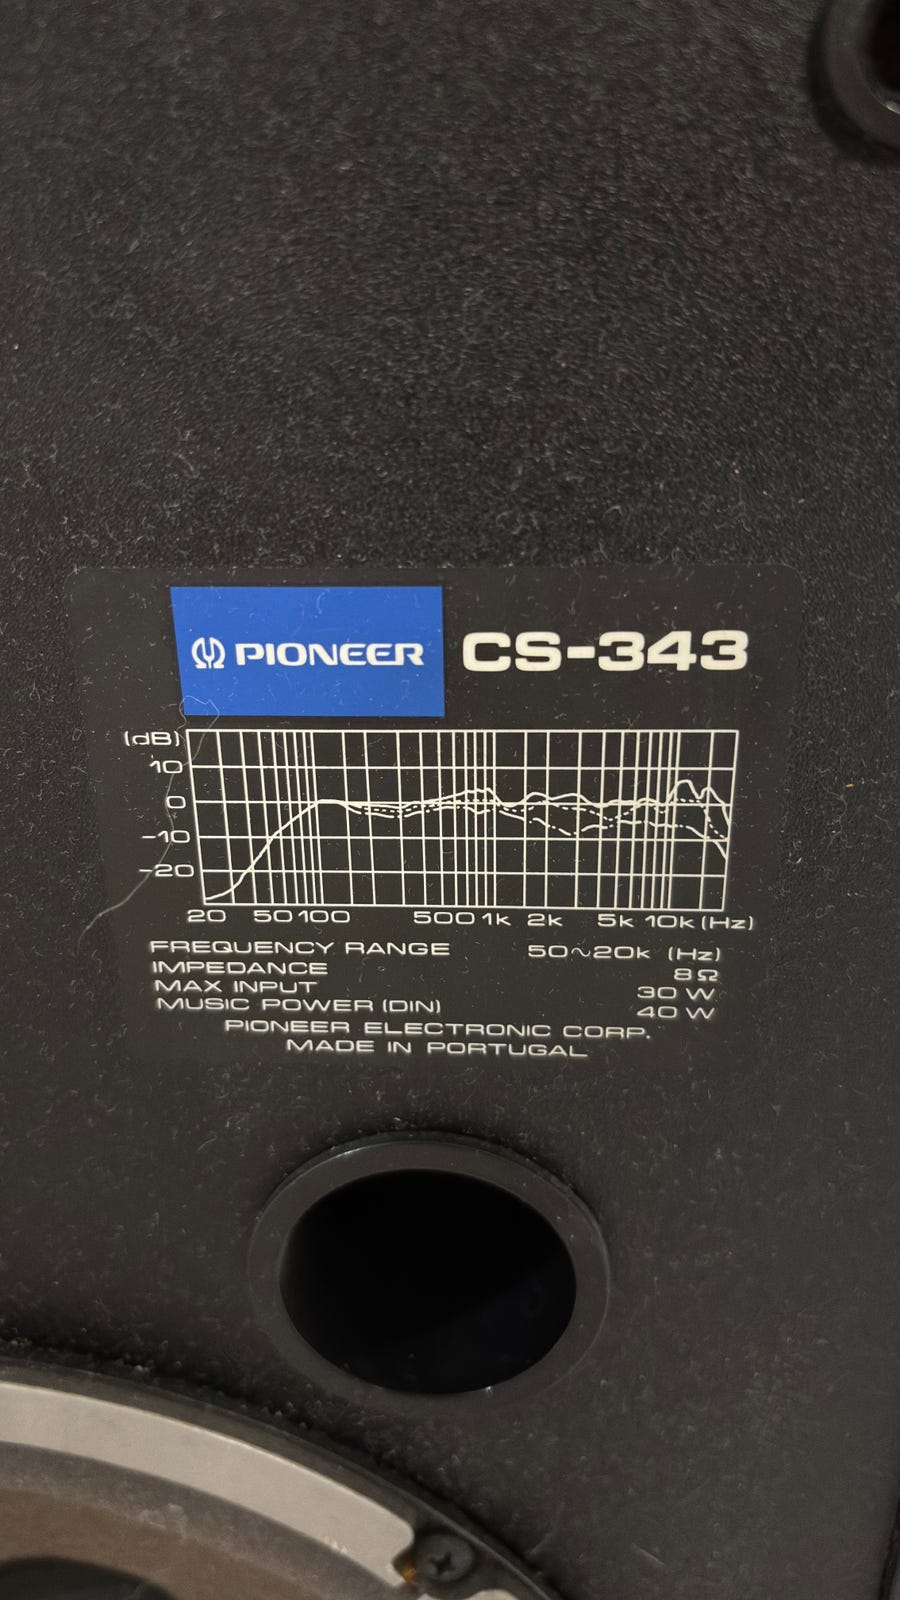 PIONEER CS-343
(dB)
10
0
-10
-20
20 50 100 500 1k 2k 5k 10k (Hz)
FREQUENCY RANGE 50~20k (Hz)
IMPEDANCE 8Ω
MAX INPUT 30 W
MUSIC POWER (DIN) 40 W
PIONEER ELECTRONIC CORP.
MADE IN PORTUGAL